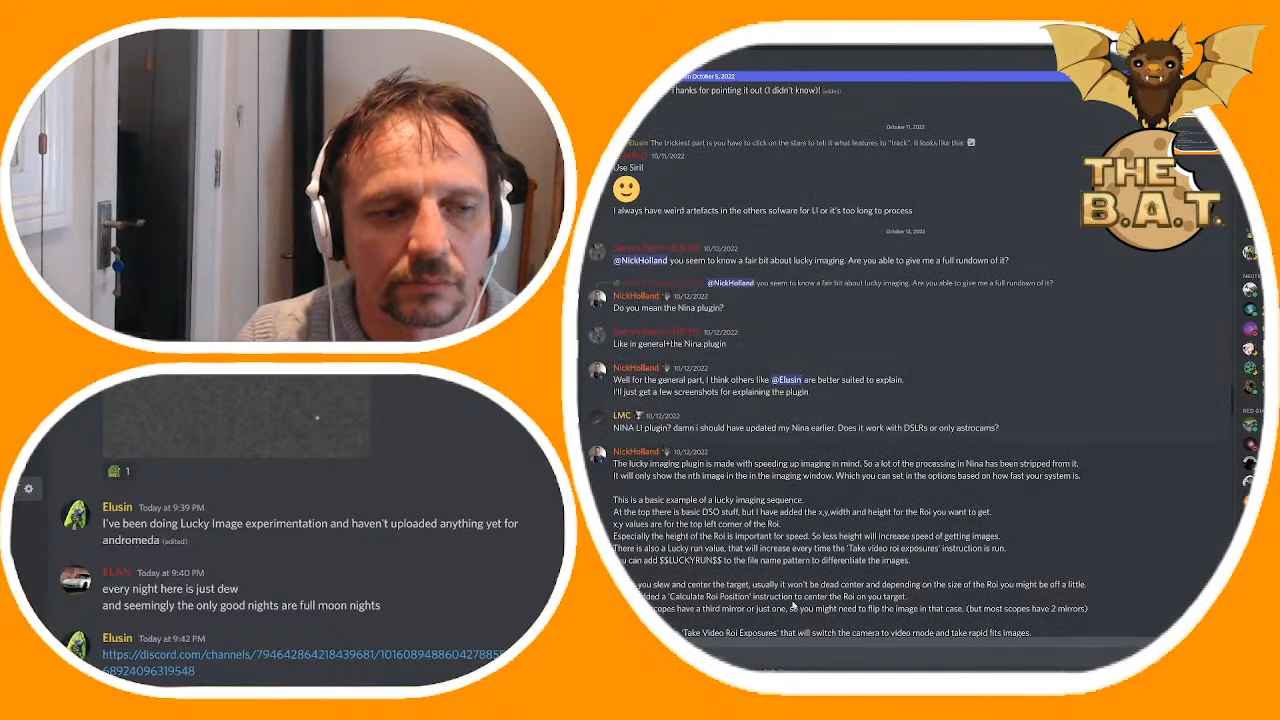 Elusin Today at 9:39 PM
I've been doing Lucky Image experimentation and haven't uploaded anything yet for
andromeda (edited)
ELAN Today at 9:40 PM
every night here is just dew
and seemingly the only good nights are full moon nights
Elusin Today at 9:42 PM
on October 5, 2022
Thanks for pointing it out (I didn't know)! (edited)
October 11, 2022
Elusin The trickiest part is you have to click on the stars to tell it what features to "track". It looks like this:
10/11/2022
Use Siril
I always have weird artefacts in the others sofware for LI or it's too long to process
October 12, 2022
10/12/2022
@NickHolland you seem to know a fair bit about lucky imaging. Are you able to give me a full rundown of it?
@NickHolland you seem to know a fair bit about lucky imaging. Are you able to give me a full rundown of it?
NickHolland 10/12/2022
Do you mean the Nina plugin?
10/12/2022
Like in general+the Nina plugin
NickHolland 10/12/2022
Well for the general part, I think others like @Elusin are better suited to explain.
I'll just get a few screenshots for explaining the plugin.
LMC 10/12/2022
NINA LI plugin? damn i should have updated my Nina earlier. Does it work with DSLRs or only astrocams?
NickHolland 10/12/2022
The lucky imaging plugin is made with speeding up imaging in mind. So a lot of the processing in Nina has been stripped from it.
It will only show the nth image in the in the imaging window. Which you can set in the options based on how fast your system is.
This is a basic example of a lucky imaging sequence.
At the top there is basic DSO stuff, but I have added the x,y,width and height for the Roi you want to get.
x,y values are for the top left corner of the Roi.
Especially the height of the Roi is important for speed. So less height will increase speed of getting images.
There is also a Lucky run value, that will increase every time the 'Take video roi exposures' instruction is run.
ou can add $$LUCKYRUN$$ to the file name pattern to differentiate the images.
you slew and center the target, usually it won't be dead center and depending on the size of the Roi you might be off a little.
dded a 'Calculate Roi Position' instruction to center the Roi on you target.
copes have a third mirror or just one, so you might need to flip the image in that case. (but most scopes have 2 mirrors)
'Take Video Roi Exposures' that will switch the camera to video mode and take rapid fits images.
THE
B.A.T.
1